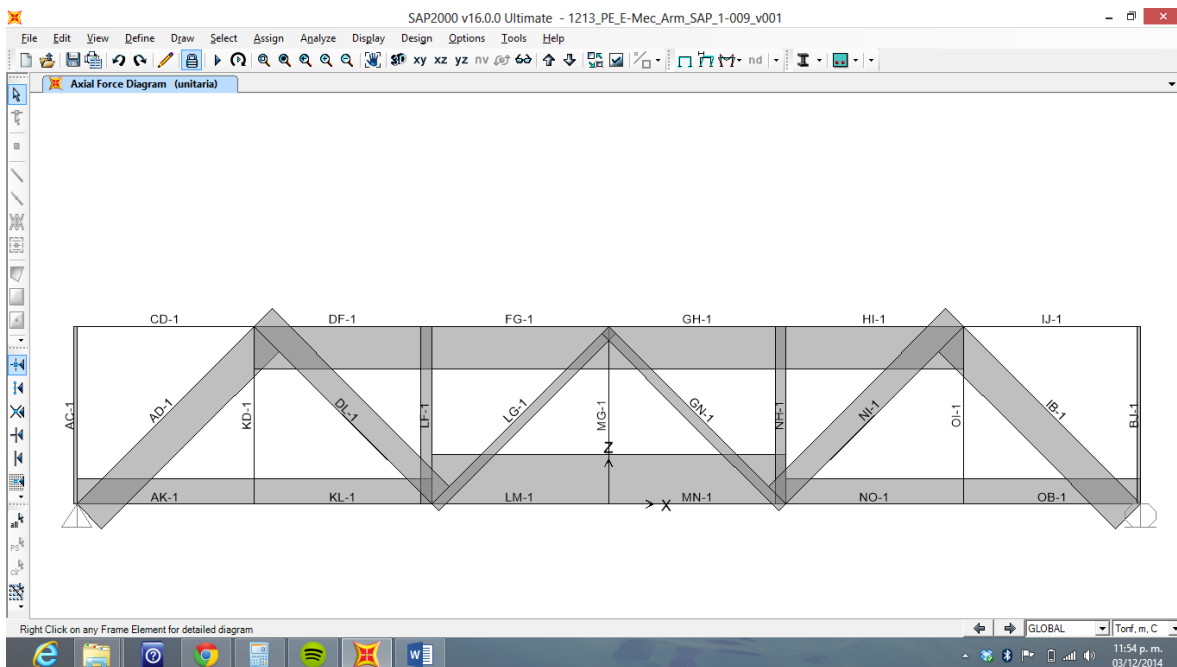 SAP2000 v16.0.0 Ultimate - 1213_PE_E-Mec_Arm_SAP_1-009_v001
File Edit View Define Draw Select Assign Analyze Display Design Options Tools Help
3D xy xz yz nv nd
Axial Force Diagram (unitaria)
CD-1 DF-1 FG-1 GH-1 HI-1 IJ-1
AC-1 AD-1 KD-1 DL-1 LF-1 LG-1 MG-1 GN-1 NH-1 NI-1 OI-1 IB-1 BJ-1
Z
AK-1 KL-1 LM-1 MN-1 NO-1 OB-1
X
all
PS
clr
Right Click on any Frame Element for detailed diagram
GLOBAL Tonf, m, C
11:54 p. m.
03/12/2014